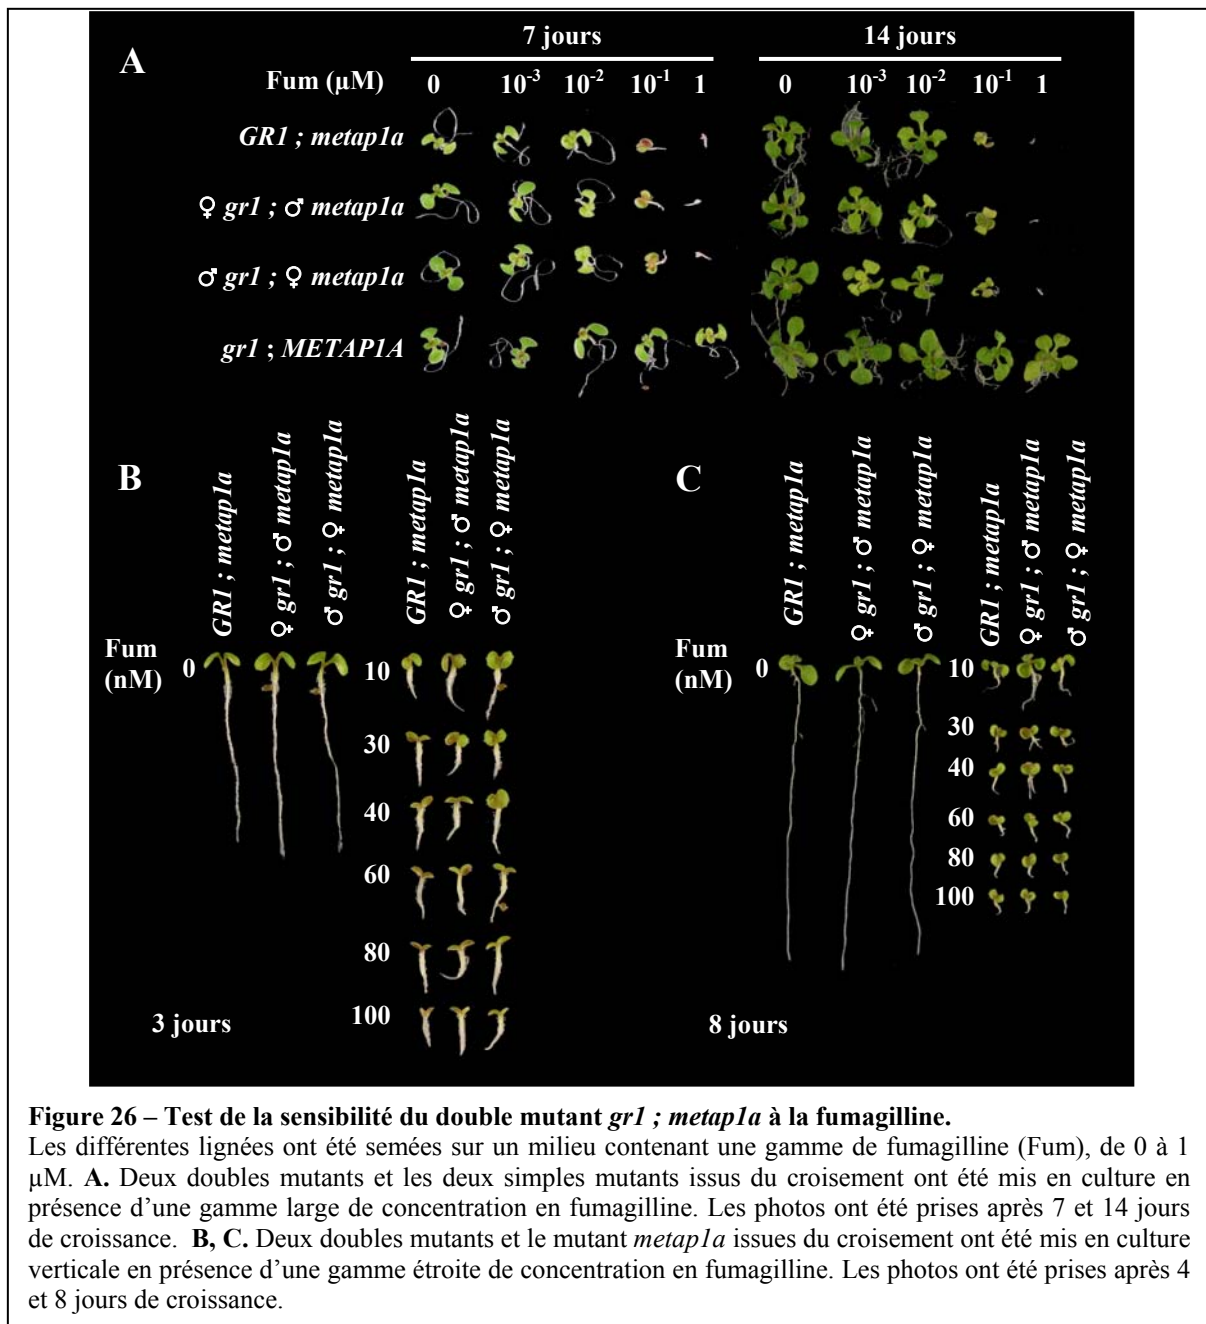 A
7 jours
14 jours
Fum (µM)
0 10⁻³ 10⁻² 10⁻¹ 1
0 10⁻³ 10⁻² 10⁻¹ 1
GR1 ; metap1a
♀ gr1 ; ♂ metap1a
♂ gr1 ; ♀ metap1a
gr1 ; METAP1A
B
GR1 ; metap1a
♀ gr1 ; ♂ metap1a
♂ gr1 ; ♀ metap1a
GR1 ; metap1a
♀ gr1 ; ♂ metap1a
♂ gr1 ; ♀ metap1a
Fum
(nM)
0
10
30
40
60
80
100
3 jours
C
GR1 ; metap1a
♀ gr1 ; ♂ metap1a
♂ gr1 ; ♀ metap1a
GR1 ; metap1a
♀ gr1 ; ♂ metap1a
♂ gr1 ; ♀ metap1a
Fum
(nM)
0
10
30
40
60
80
100
8 jours
Figure 26 – Test de la sensibilité du double mutant gr1 ; metap1a à la fumagilline.
Les différentes lignées ont été semées sur un milieu contenant une gamme de fumagilline (Fum), de 0 à 1
µM. A. Deux doubles mutants et les deux simples mutants issus du croisement ont été mis en culture en
présence d’une gamme large de concentration en fumagilline. Les photos ont été prises après 7 et 14 jours
de croissance. B, C. Deux doubles mutants et le mutant metap1a issues du croisement ont été mis en culture
verticale en présence d’une gamme étroite de concentration en fumagilline. Les photos ont été prises après 4
et 8 jours de croissance.